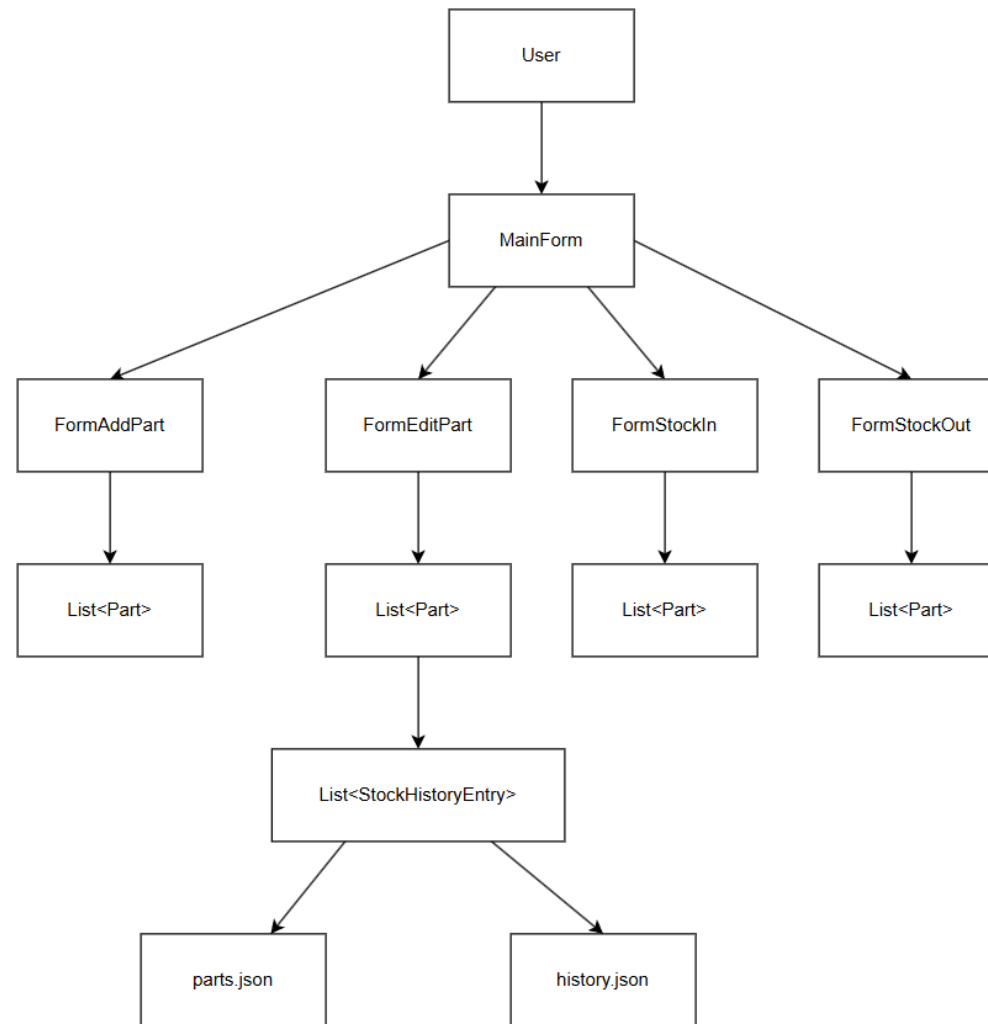 User
MainForm
FormAddPart
FormEditPart
FormStockIn
FormStockOut
List<Part>
List<Part>
List<Part>
List<Part>
List<StockHistoryEntry>
parts.json
history.json